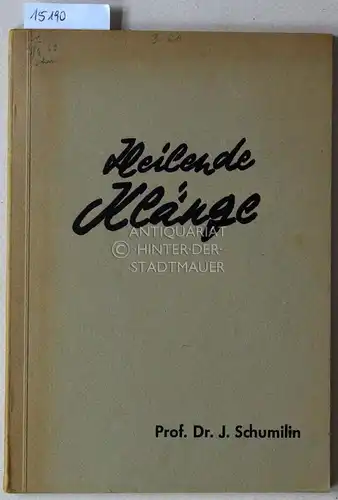 15190
Heilende
Klänge
ANTIQUARIAT
© HINTER·DER·
STADTMAUER
Prof. Dr. J. Schumilin